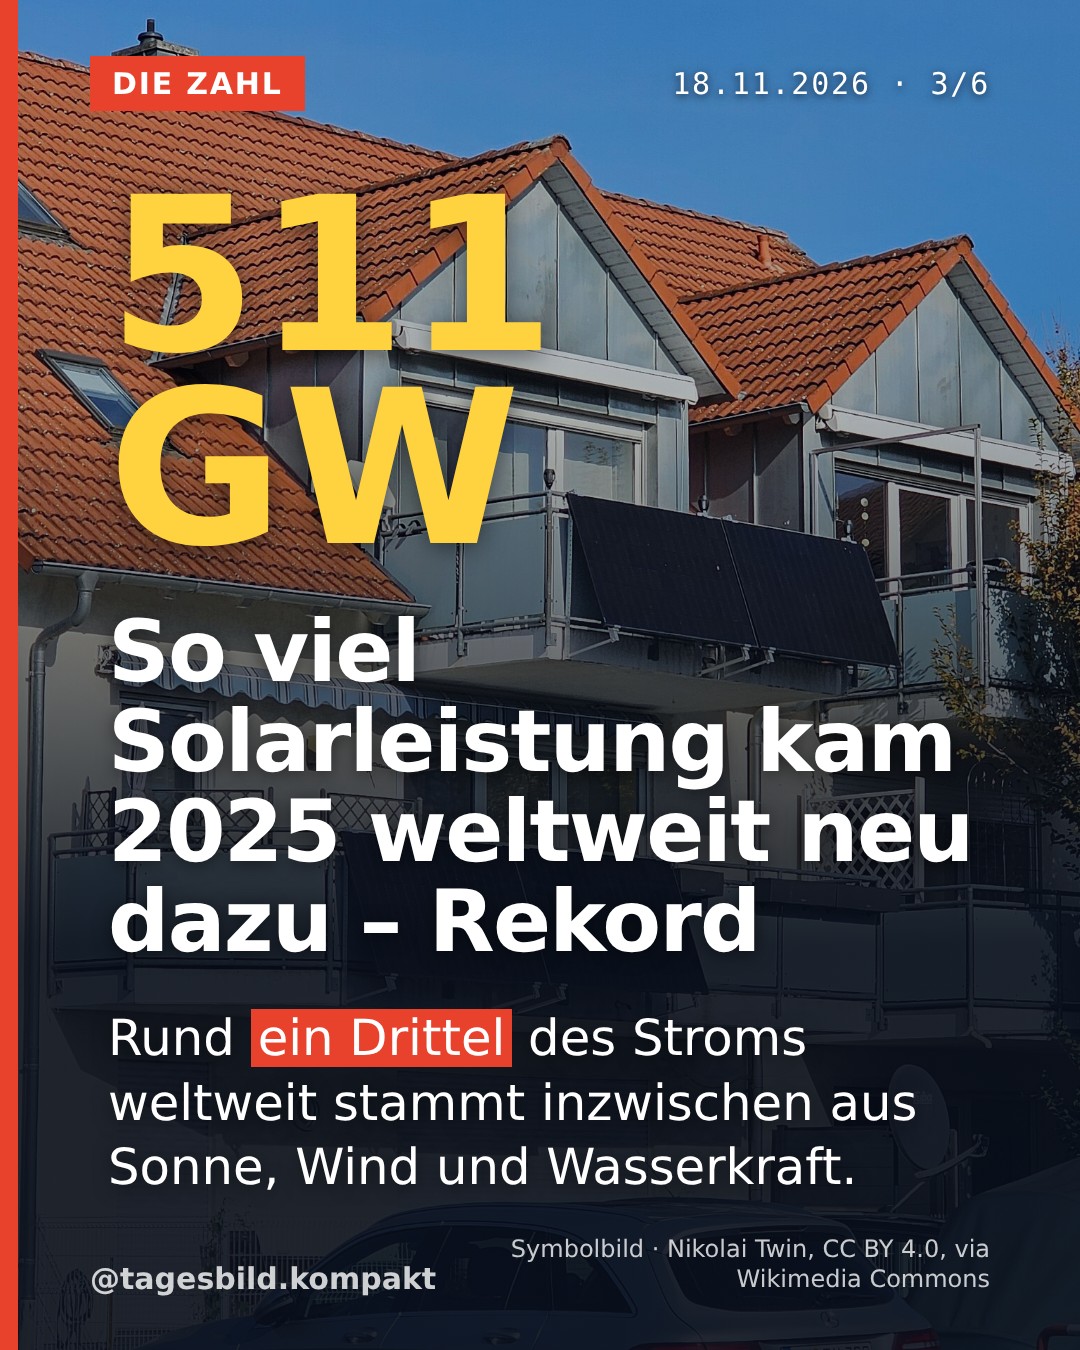 DIE ZAHL
18.11.2026 · 3/6
511
GW
So viel
Solarleistung kam
2025 weltweit neu
dazu – Rekord
Rund ein Drittel des Stroms
weltweit stammt inzwischen aus
Sonne, Wind und Wasserkraft.
@tagesbild.kompakt
Symbolbild · Nikolai Twin, CC BY 4.0, via
Wikimedia Commons